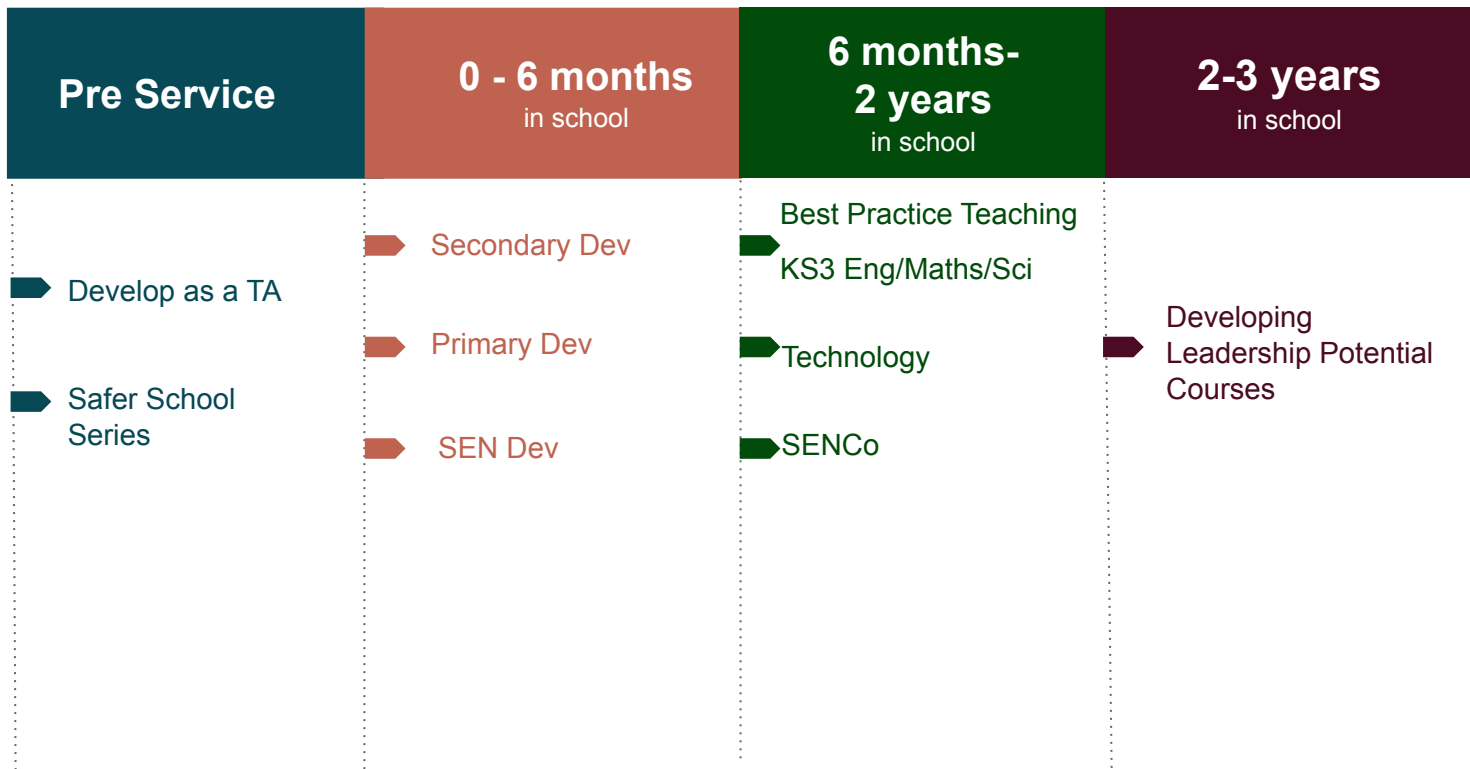 Pre Service
0 - 6 months
in school
6 months-
2 years
in school
2-3 years
in school
Develop as a TA
Safer School
Series
Secondary Dev
Primary Dev
SEN Dev
Best Practice Teaching
KS3 Eng/Maths/Sci
Technology
SENCo
Developing
Leadership Potential
Courses